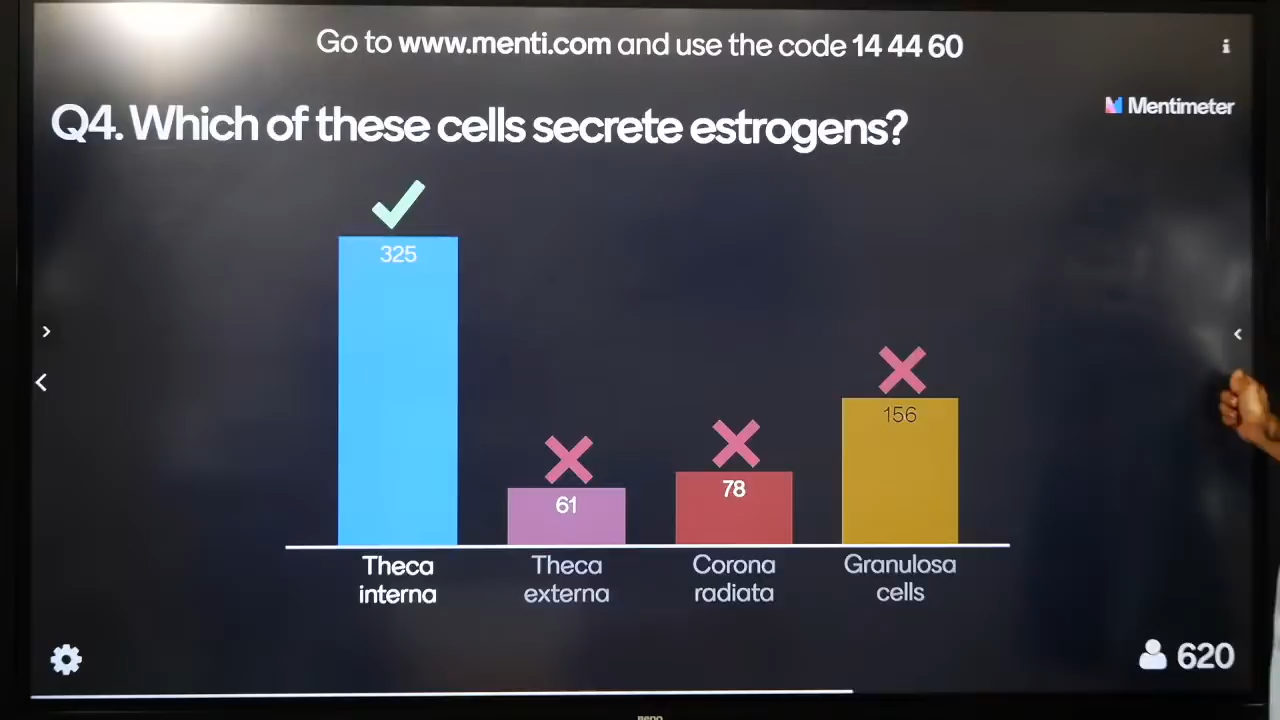 Go to www.menti.com and use the code 14 44 60
i
Mentimeter
Q4. Which of these cells secrete estrogens?
325
61
78
156
Theca interna
Theca externa
Corona radiata
Granulosa cells
620
BenQ